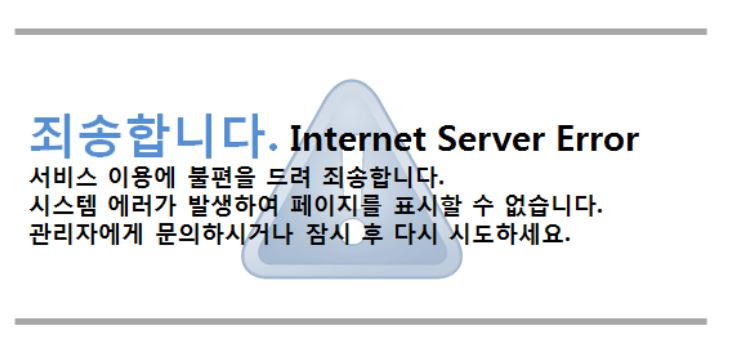 죄송합니다. Internet Server Error
서비스 이용에 불편을 드려 죄송합니다.
시스템 에러가 발생하여 페이지를 표시할 수 없습니다.
관리자에게 문의하시거나 잠시 후 다시 시도하세요.